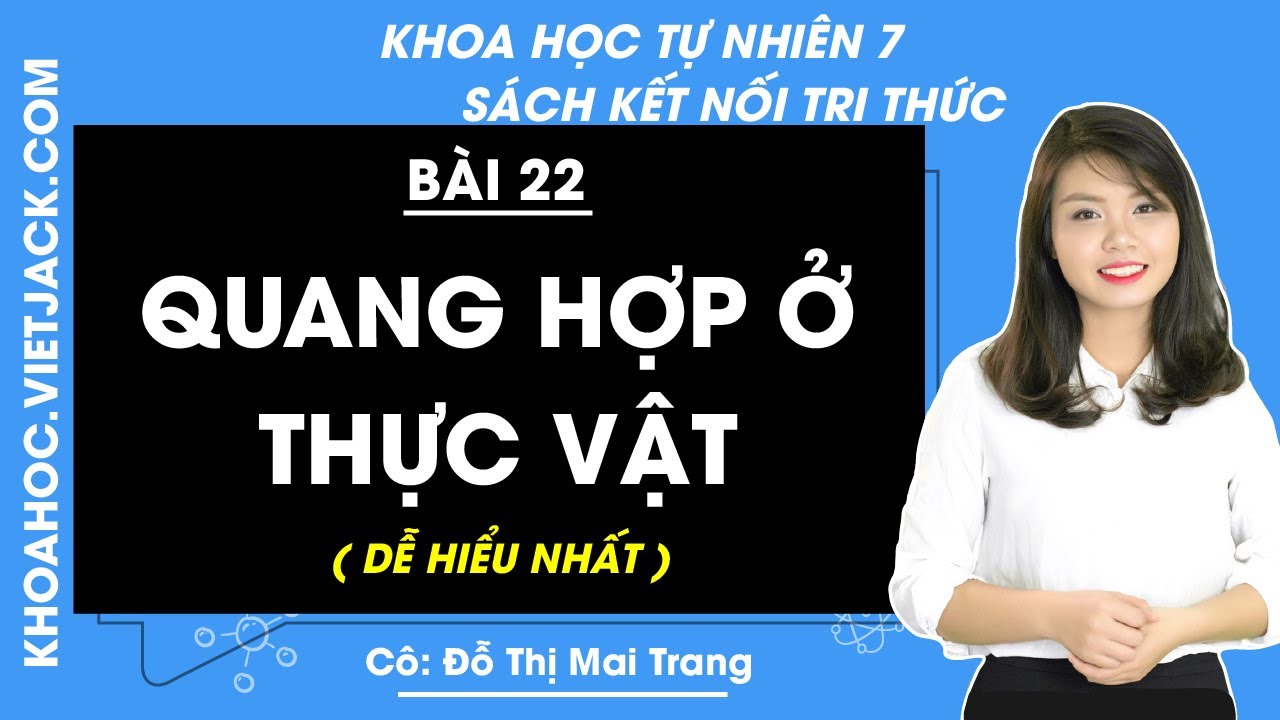 KHOA HỌC TỰ NHIÊN 7
SÁCH KẾT NỐI TRI THỨC
KHOAHOC.VIETJACK.COM
BÀI 22
QUANG HỢP Ở
THỰC VẬT
( DỄ HIỂU NHẤT )
Cô: Đỗ Thị Mai Trang